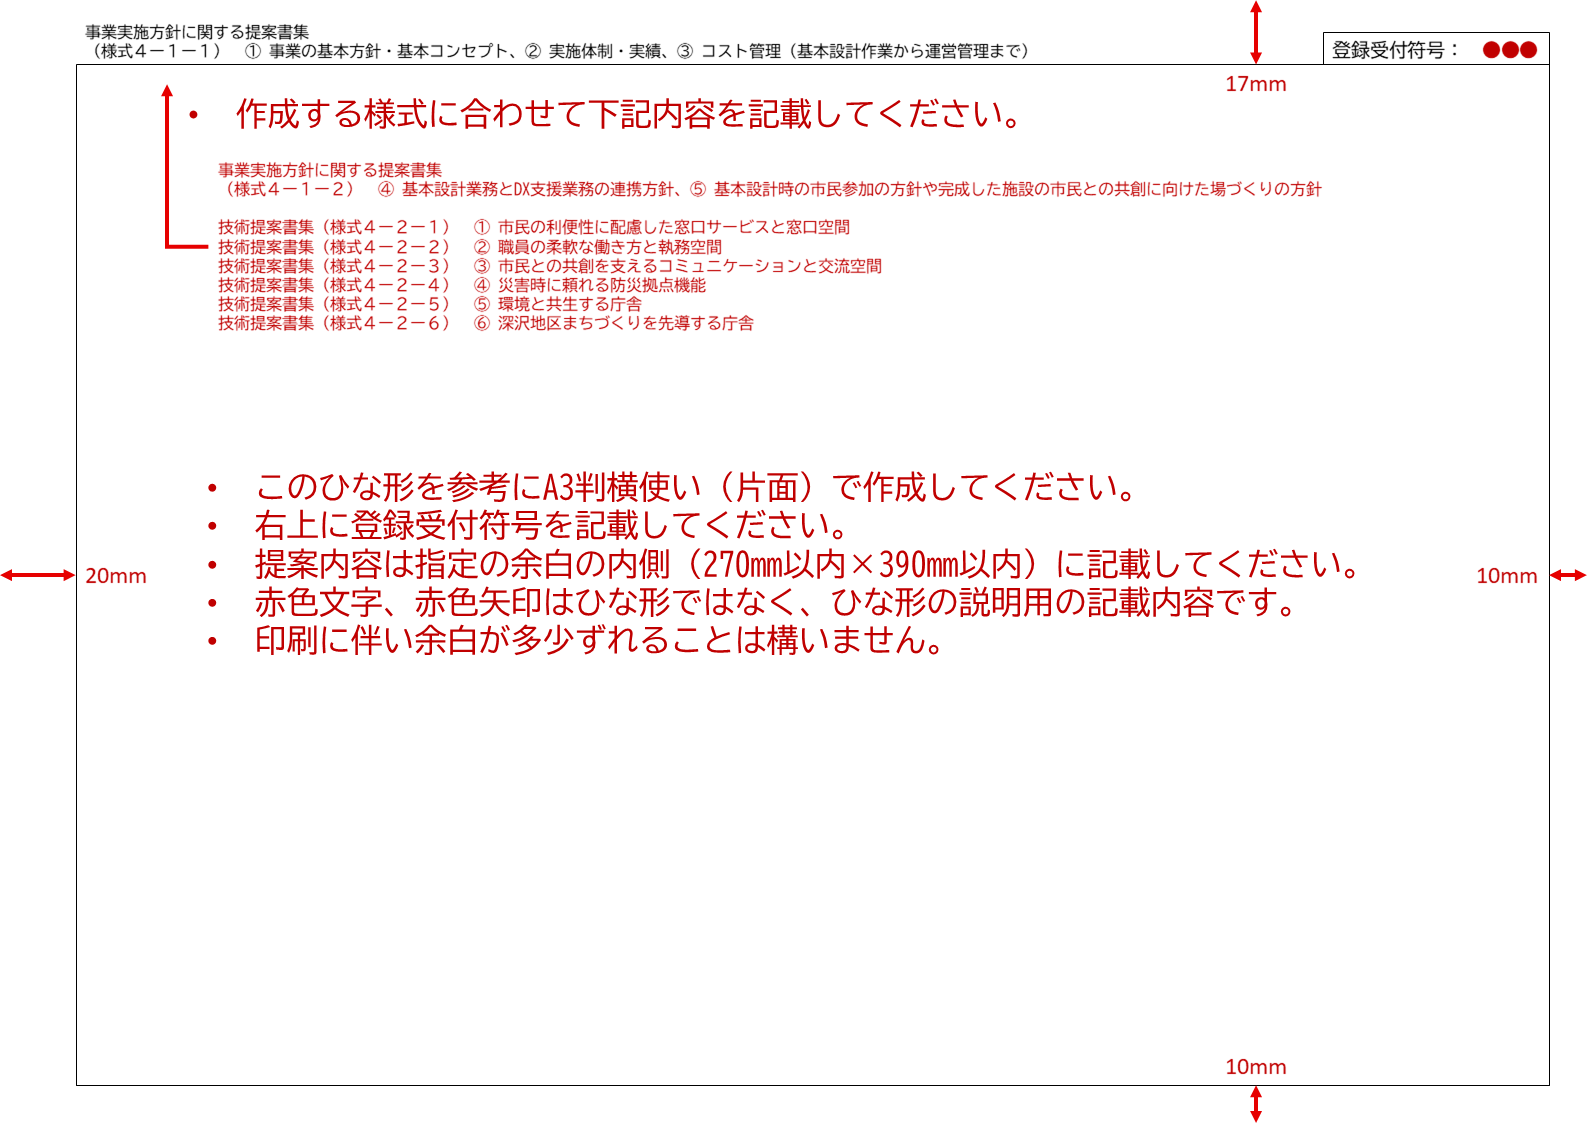 事業実施方針に関する提案書集
（様式４－１－１）　① 事業の基本方針・基本コンセプト、② 実施体制・実績、③ コスト管理（基本設計作業から運営管理まで）
登録受付符号：　●●●
17mm
• 作成する様式に合わせて下記内容を記載してください。
事業実施方針に関する提案書集
（様式４－１－２）　④ 基本設計業務とDX支援業務の連携方針、⑤ 基本設計時の市民参加の方針や完成した施設の市民との共創に向けた場づくりの方針
技術提案書集（様式４－２－１）　① 市民の利便性に配慮した窓口サービスと窓口空間
技術提案書集（様式４－２－２）　② 職員の柔軟な働き方と執務空間
技術提案書集（様式４－２－３）　③ 市民との共創を支えるコミュニケーションと交流空間
技術提案書集（様式４－２－４）　④ 災害時に頼れる防災拠点機能
技術提案書集（様式４－２－５）　⑤ 環境と共生する庁舎
技術提案書集（様式４－２－６）　⑥ 深沢地区まちづくりを先導する庁舎
• このひな形を参考にA3判横使い（片面）で作成してください。
• 右上に登録受付符号を記載してください。
• 提案内容は指定の余白の内側（270mm以内×390mm以内）に記載してください。
• 赤色文字、赤色矢印はひな形ではなく、ひな形の説明用の記載内容です。
• 印刷に伴い余白が多少ずれることは構いません。
20mm
10mm
10mm